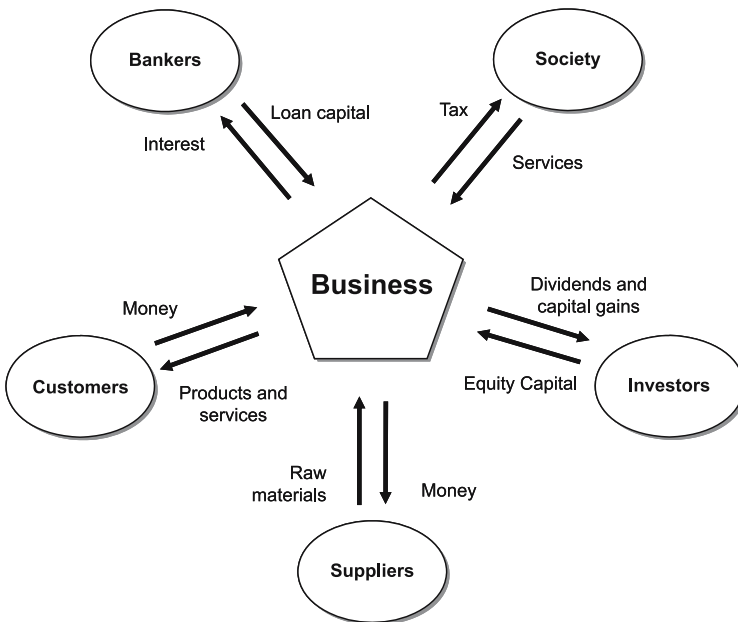 Bankers
Society
Loan capital
Tax
Interest
Services
Business
Dividends and
capital gains
Money
Customers
Products and
services
Equity Capital
Investors
Raw
materials
Money
Suppliers